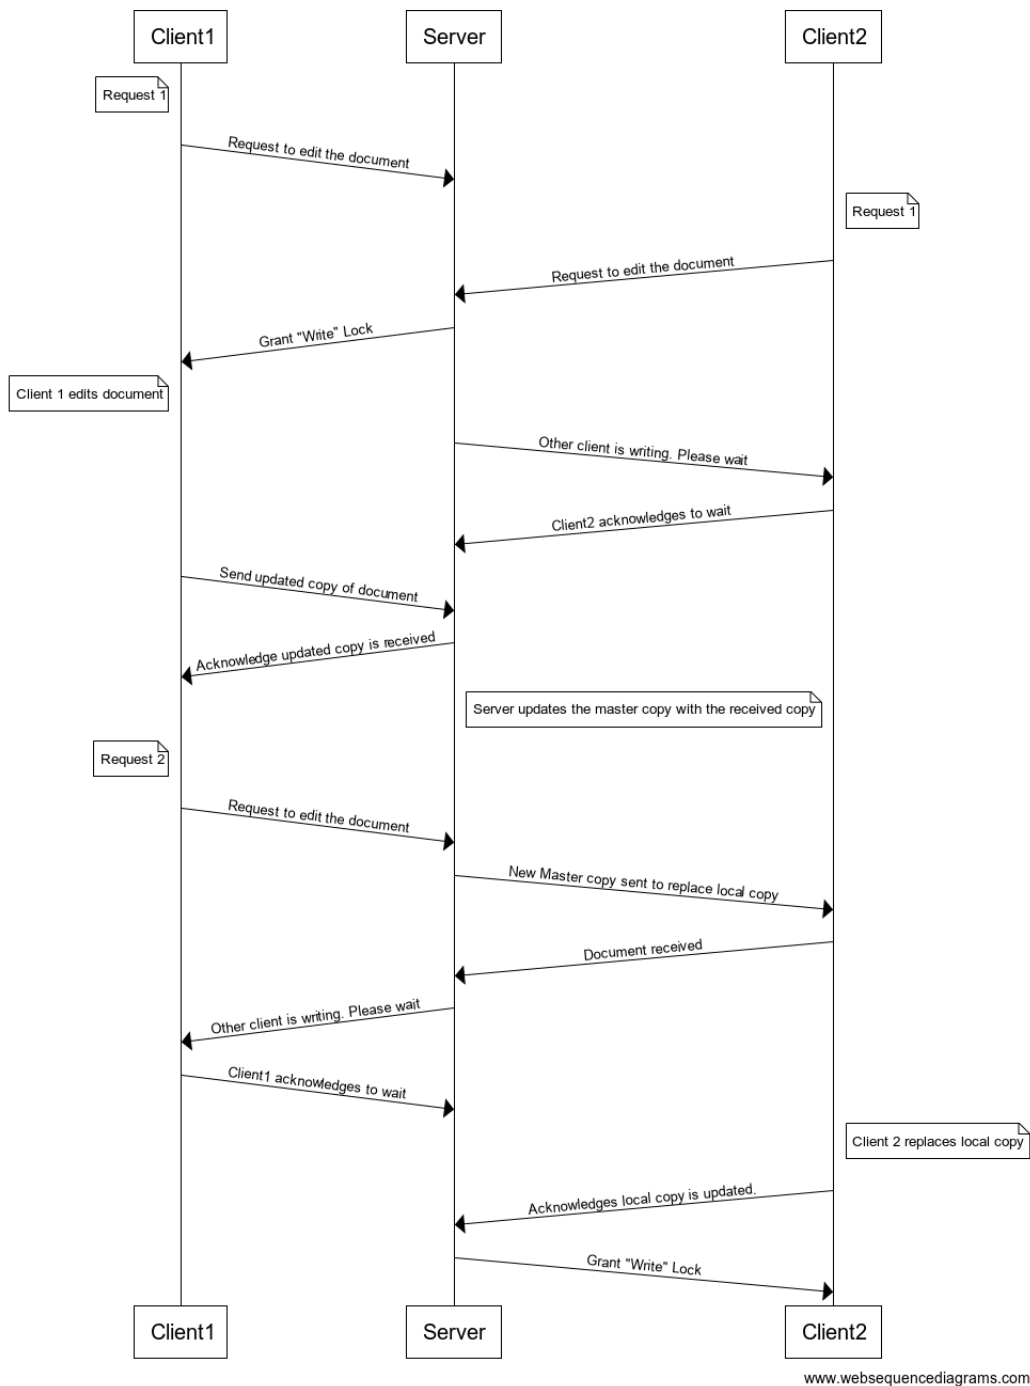 Client1
Server
Client2
Request 1
Request to edit the document
Request 1
Request to edit the document
Grant "Write" Lock
Client 1 edits document
Other client is writing. Please wait
Client2 acknowledges to wait
Send updated copy of document
Acknowledge updated copy is received
Server updates the master copy with the received copy
Request 2
Request to edit the document
New Master copy sent to replace local copy
Document received
Other client is writing. Please wait
Client1 acknowledges to wait
Client 2 replaces local copy
Acknowledges local copy is updated.
Grant "Write" Lock
Client1
Server
Client2
www.websequencediagrams.com